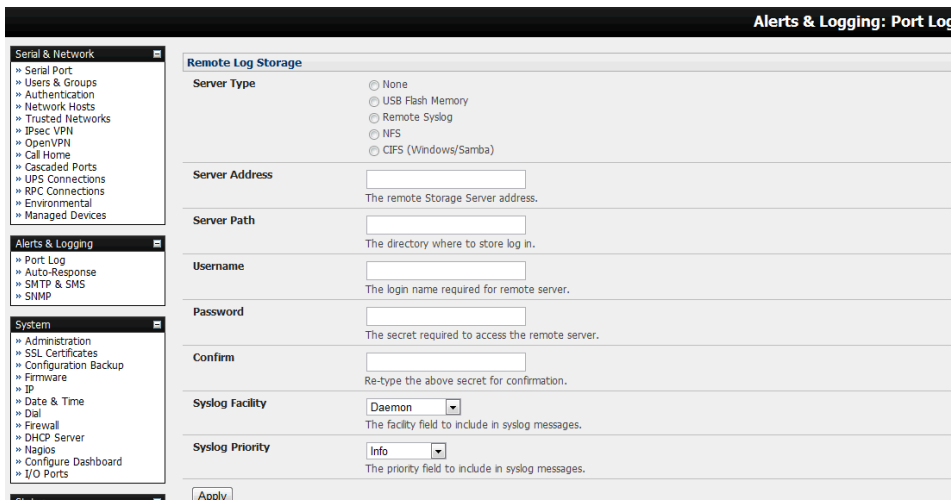 Alerts & Logging: Port Log
Serial & Network
» Serial Port
» Users & Groups
» Authentication
» Network Hosts
» Trusted Networks
» IPsec VPN
» OpenVPN
» Call Home
» Cascaded Ports
» UPS Connections
» RPC Connections
» Environmental
» Managed Devices
Alerts & Logging
» Port Log
» Auto-Response
» SMTP & SMS
» SNMP
System
» Administration
» SSL Certificates
» Configuration Backup
» Firmware
» IP
» Date & Time
» Dial
» Firewall
» DHCP Server
» Nagios
» Configure Dashboard
» I/O Ports
Remote Log Storage
Server Type
None
USB Flash Memory
Remote Syslog
NFS
CIFS (Windows/Samba)
Server Address
The remote Storage Server address.
Server Path
The directory where to store log in.
Username
The login name required for remote server.
Password
The secret required to access the remote server.
Confirm
Re-type the above secret for confirmation.
Syslog Facility
Daemon
The facility field to include in syslog messages.
Syslog Priority
Info
The priority field to include in syslog messages.
Apply